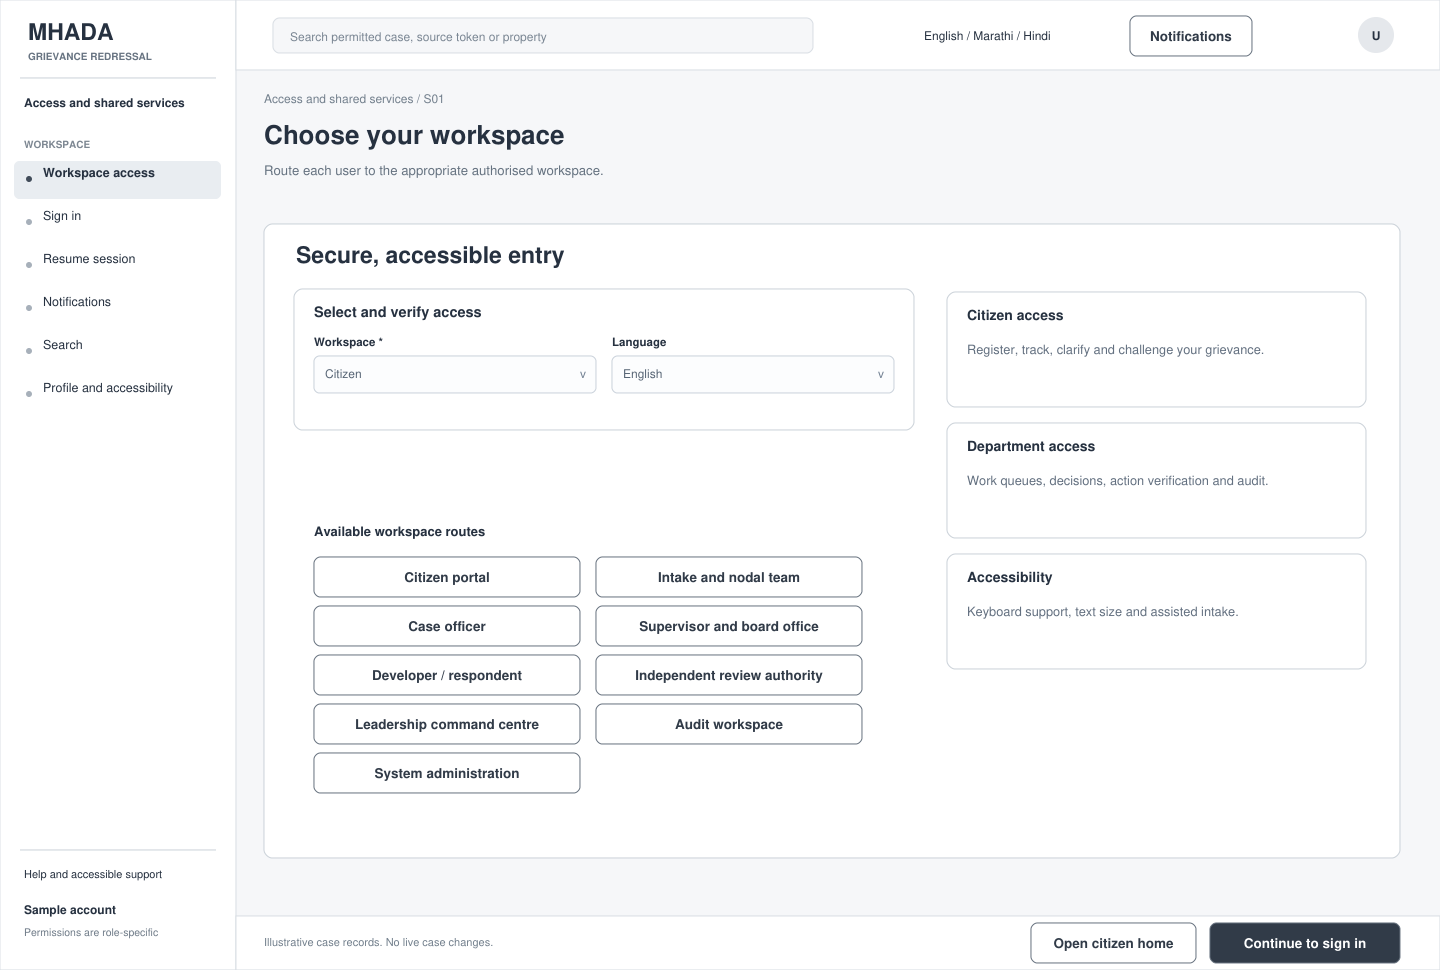 MHADA
GRIEVANCE REDRESSAL
Access and shared services
WORKSPACE
Workspace access
Sign in
Resume session
Notifications
Search
Profile and accessibility
Help and accessible support
Sample account
Permissions are role-specific
Search permitted case, source token or property
English / Marathi / Hindi
Notifications
U
Access and shared services / S01
Choose your workspace
Route each user to the appropriate authorised workspace.
Secure, accessible entry
Select and verify access
Workspace *
Language
Citizen v
English v
Available workspace routes
Citizen portal
Intake and nodal team
Case officer
Supervisor and board office
Developer / respondent
Independent review authority
Leadership command centre
Audit workspace
System administration
Citizen access
Register, track, clarify and challenge your grievance.
Department access
Work queues, decisions, action verification and audit.
Accessibility
Keyboard support, text size and assisted intake.
Illustrative case records. No live case changes.
Open citizen home
Continue to sign in